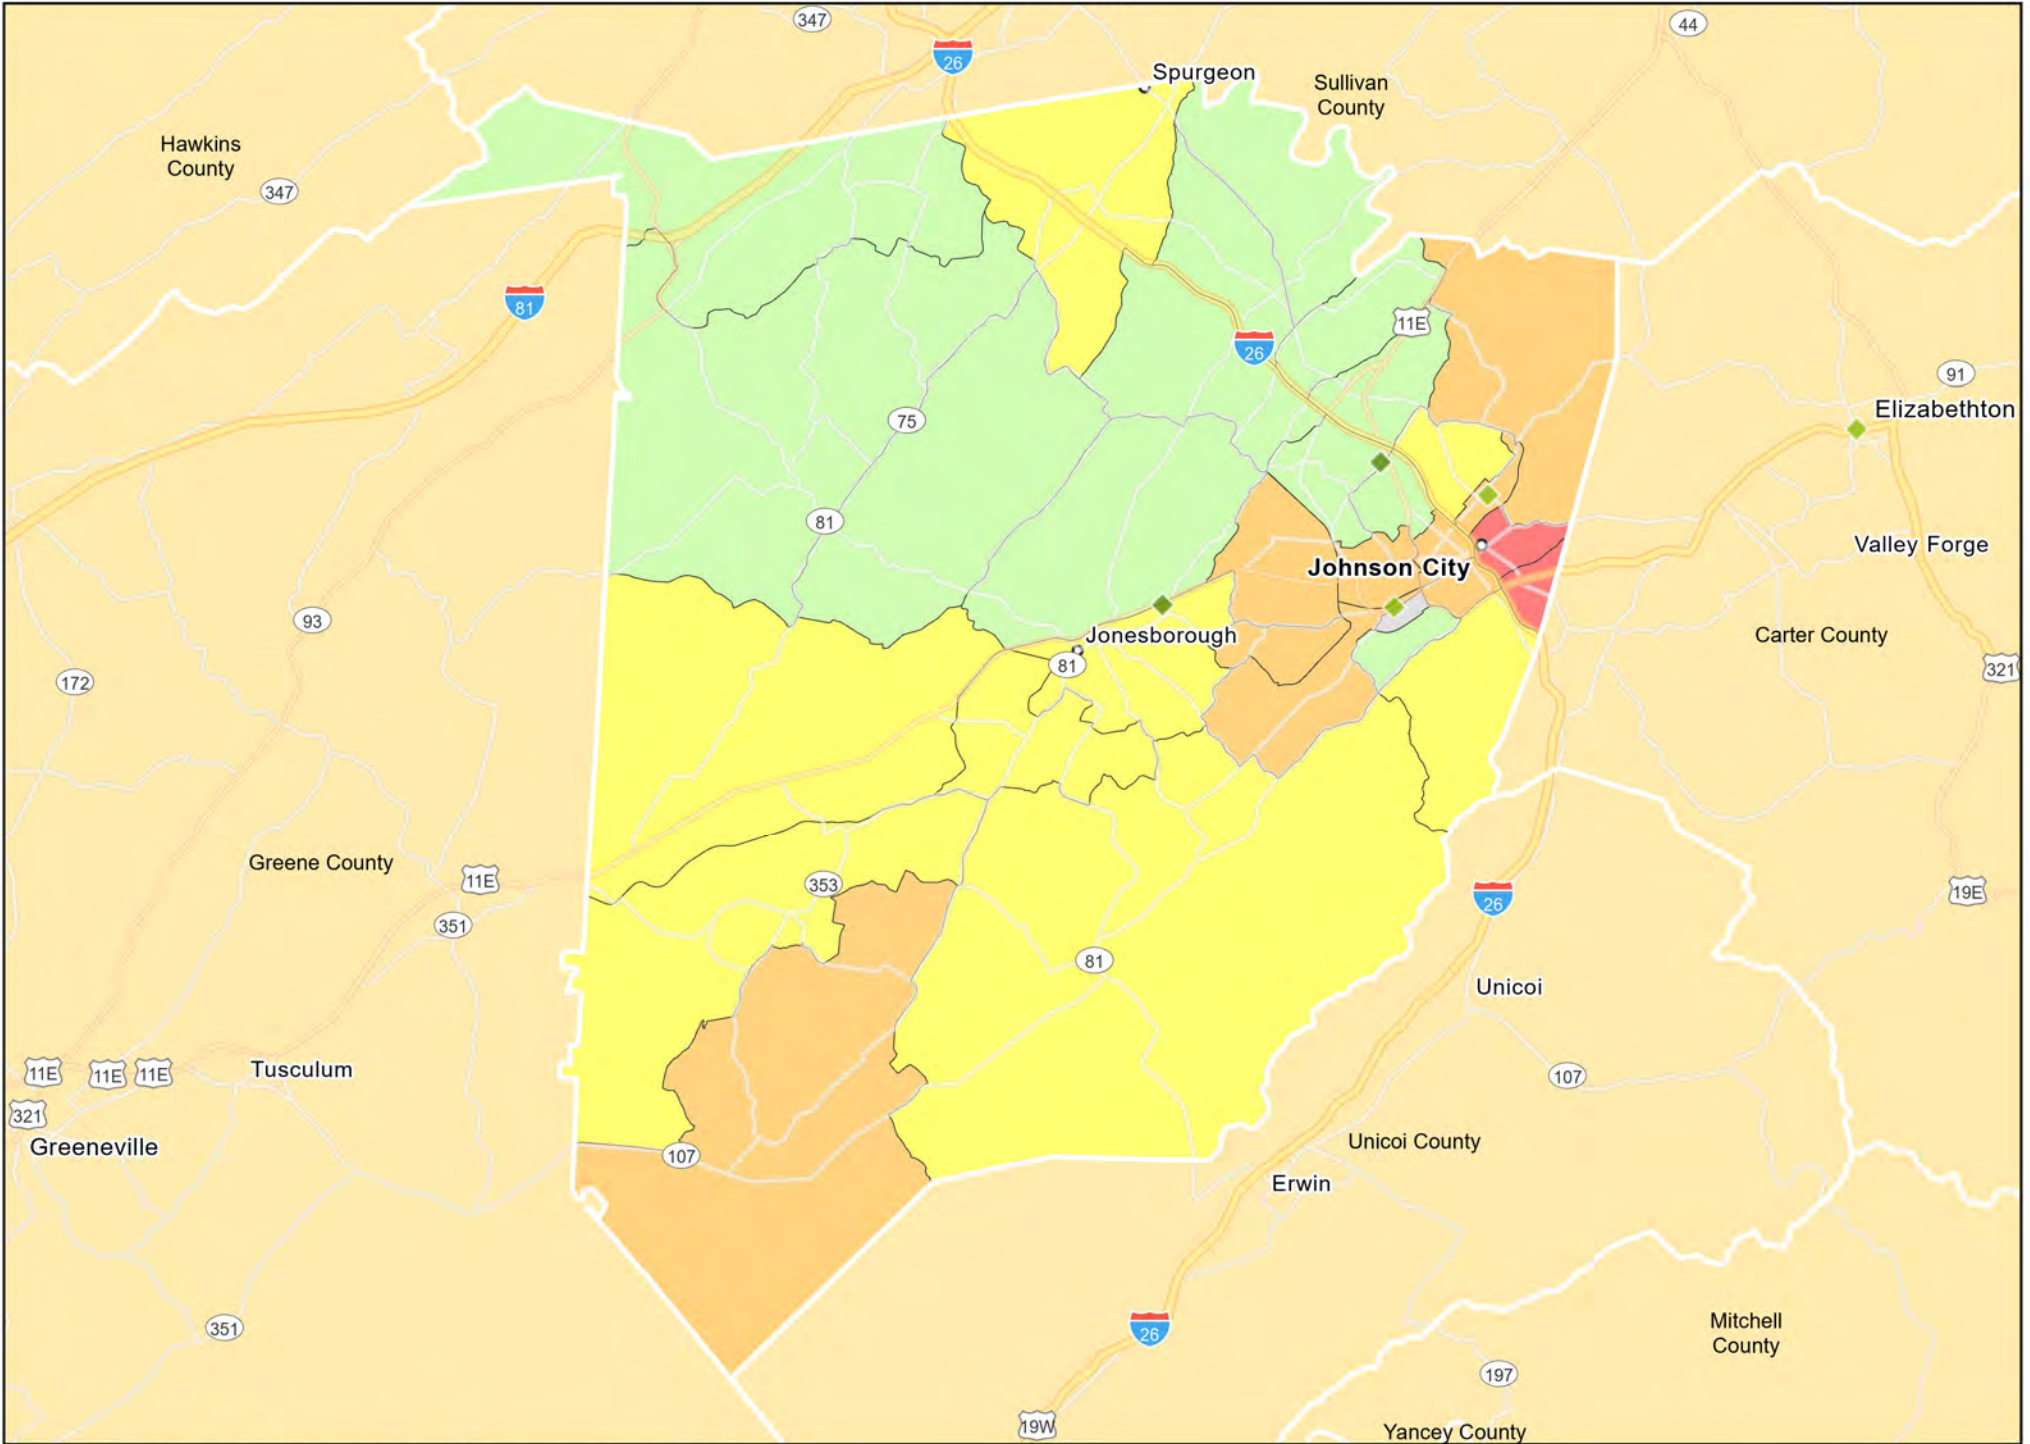 347
44
26
Spurgeon
Sullivan
County
Hawkins
County
347
81
11E
26
91
Elizabethton
75
81
Valley Forge
Johnson City
93
Jonesborough
Carter County
81
172
321
Greene County
11E
353
19E
351
26
81
Unicoi
11E
11E
11E
Tusculum
107
321
Greeneville
107
Unicoi County
Erwin
351
26
Mitchell
County
197
19W
Yancey County